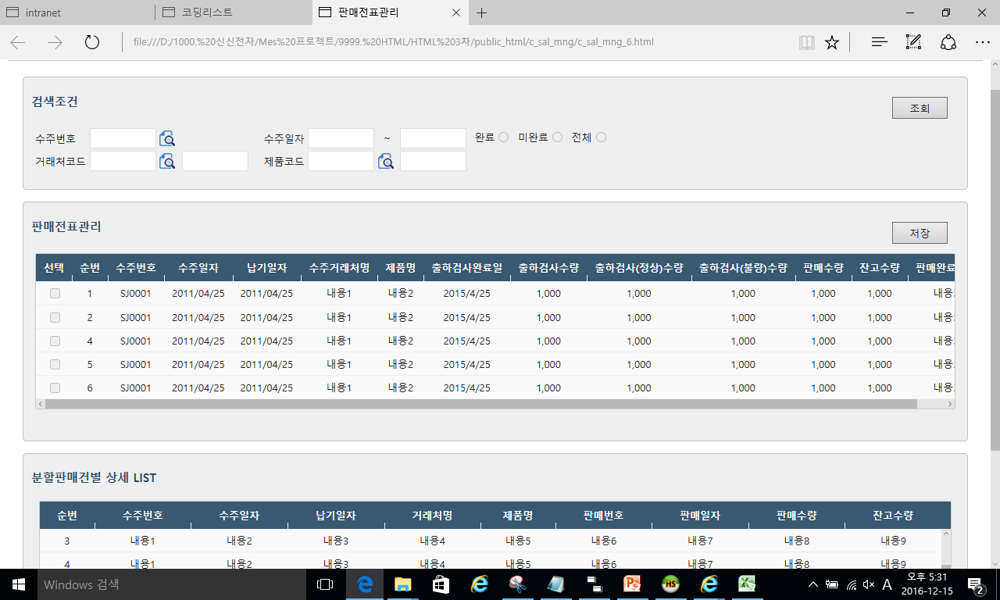 intranet 코딩리스트 판매전표관리
file:///D:/1000.%20신신전자/Mes%20프로젝트/9999.%20HTML/HTML%203차/public_html/c_sal_mng/c_sal_mng_6.html
검색조건
조회
수주번호 수주일자 ~ 완료 미완료 전체
거래처코드 제품코드
판매전표관리
저장
선택 순번 수주번호 수주일자 납기일자 수주거래처명 제품명 출하검사완료일 출하검사수량 출하검사(정상)수량 출하검사(불량)수량 판매수량 잔고수량 판매완료
1 SJ0001 2011/04/25 2011/04/25 내용1 내용2 2015/4/25 1,000 1,000 1,000 1,000 1,000 내용
2 SJ0001 2011/04/25 2011/04/25 내용1 내용2 2015/4/25 1,000 1,000 1,000 1,000 1,000 내용
4 SJ0001 2011/04/25 2011/04/25 내용1 내용2 2015/4/25 1,000 1,000 1,000 1,000 1,000 내용
5 SJ0001 2011/04/25 2011/04/25 내용1 내용2 2015/4/25 1,000 1,000 1,000 1,000 1,000 내용
6 SJ0001 2011/04/25 2011/04/25 내용1 내용2 2015/4/25 1,000 1,000 1,000 1,000 1,000 내용
분할판매건별 상세 LIST
순번 수주번호 수주일자 납기일자 거래처명 제품명 판매번호 판매일자 판매수량 잔고수량
3 내용1 내용2 내용3 내용4 내용5 내용6 내용7 내용8 내용9
4 내용1 내용2 내용3 내용4 내용5 내용6 내용7 내용8 내용9
Windows 검색
HS
A
오후 5:31
2016-12-15
2